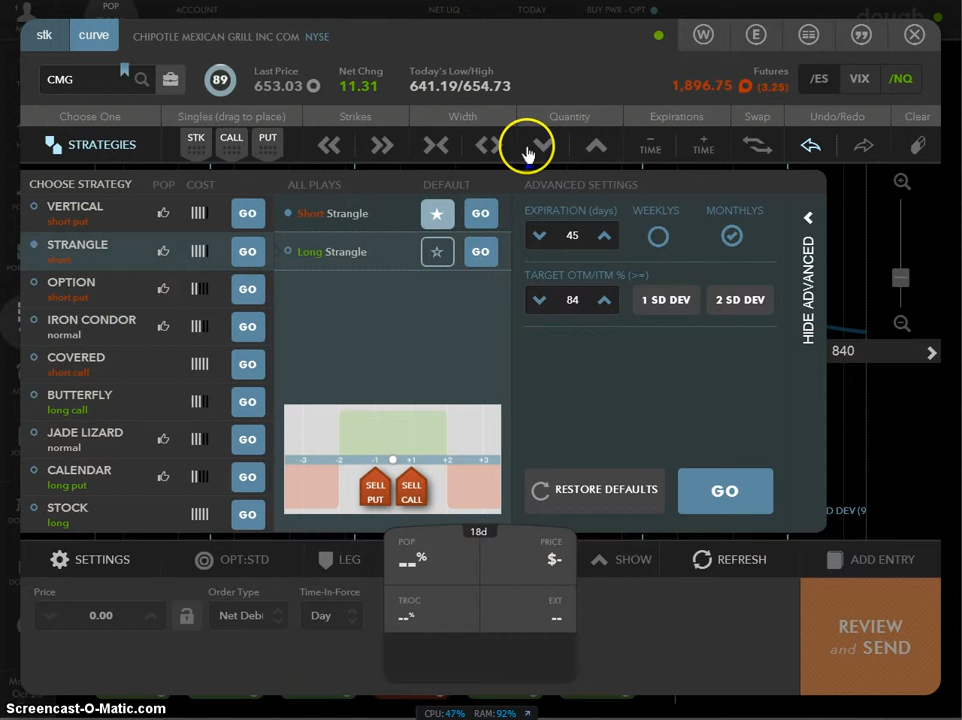 POP
ACCOUNT
NET LIQ
TODAY
BUY PWR - OPT
dough
stk
curve
CHIPOTLE MEXICAN GRILL INC COM NYSE
W
E
CMG
89
Last Price
653.03
Net Chng
11.31
Today's Low/High
641.19/654.73
Futures
1,896.75 (3.25)
/ES
VIX
/NQ
Choose One
Singles (drag to place)
Strikes
Width
Quantity
Expirations
Swap
Undo/Redo
Clear
STRATEGIES
STK
CALL
PUT
TIME
TIME
CHOOSE STRATEGY
POP
COST
ALL PLAYS
DEFAULT
ADVANCED SETTINGS
VERTICAL
short put
GO
Short Strangle
GO
EXPIRATION (days)
WEEKLYS
MONTHLYS
45
STRANGLE
short
GO
Long Strangle
GO
TARGET OTM/ITM % (>=)
84
1 SD DEV
2 SD DEV
HIDE ADVANCED
OPTION
short put
GO
IRON CONDOR
normal
GO
840
COVERED
short call
GO
BUTTERFLY
long call
GO
JADE LIZARD
normal
GO
CALENDAR
long put
GO
STOCK
long
GO
-3 -2 -1 +1 +2 +3
SELL PUT
SELL CALL
RESTORE DEFAULTS
GO
D DEV (9
SETTINGS
OPT:STD
LEG
18d
SHOW
REFRESH
ADD ENTRY
POP
--%
PRICE
$-
TROC
--%
EXT
--
Price
0.00
Order Type
Net Debi
Time-In-Force
Day
REVIEW
and SEND
Screencast-O-Matic.com
CPU:47% RAM:92%